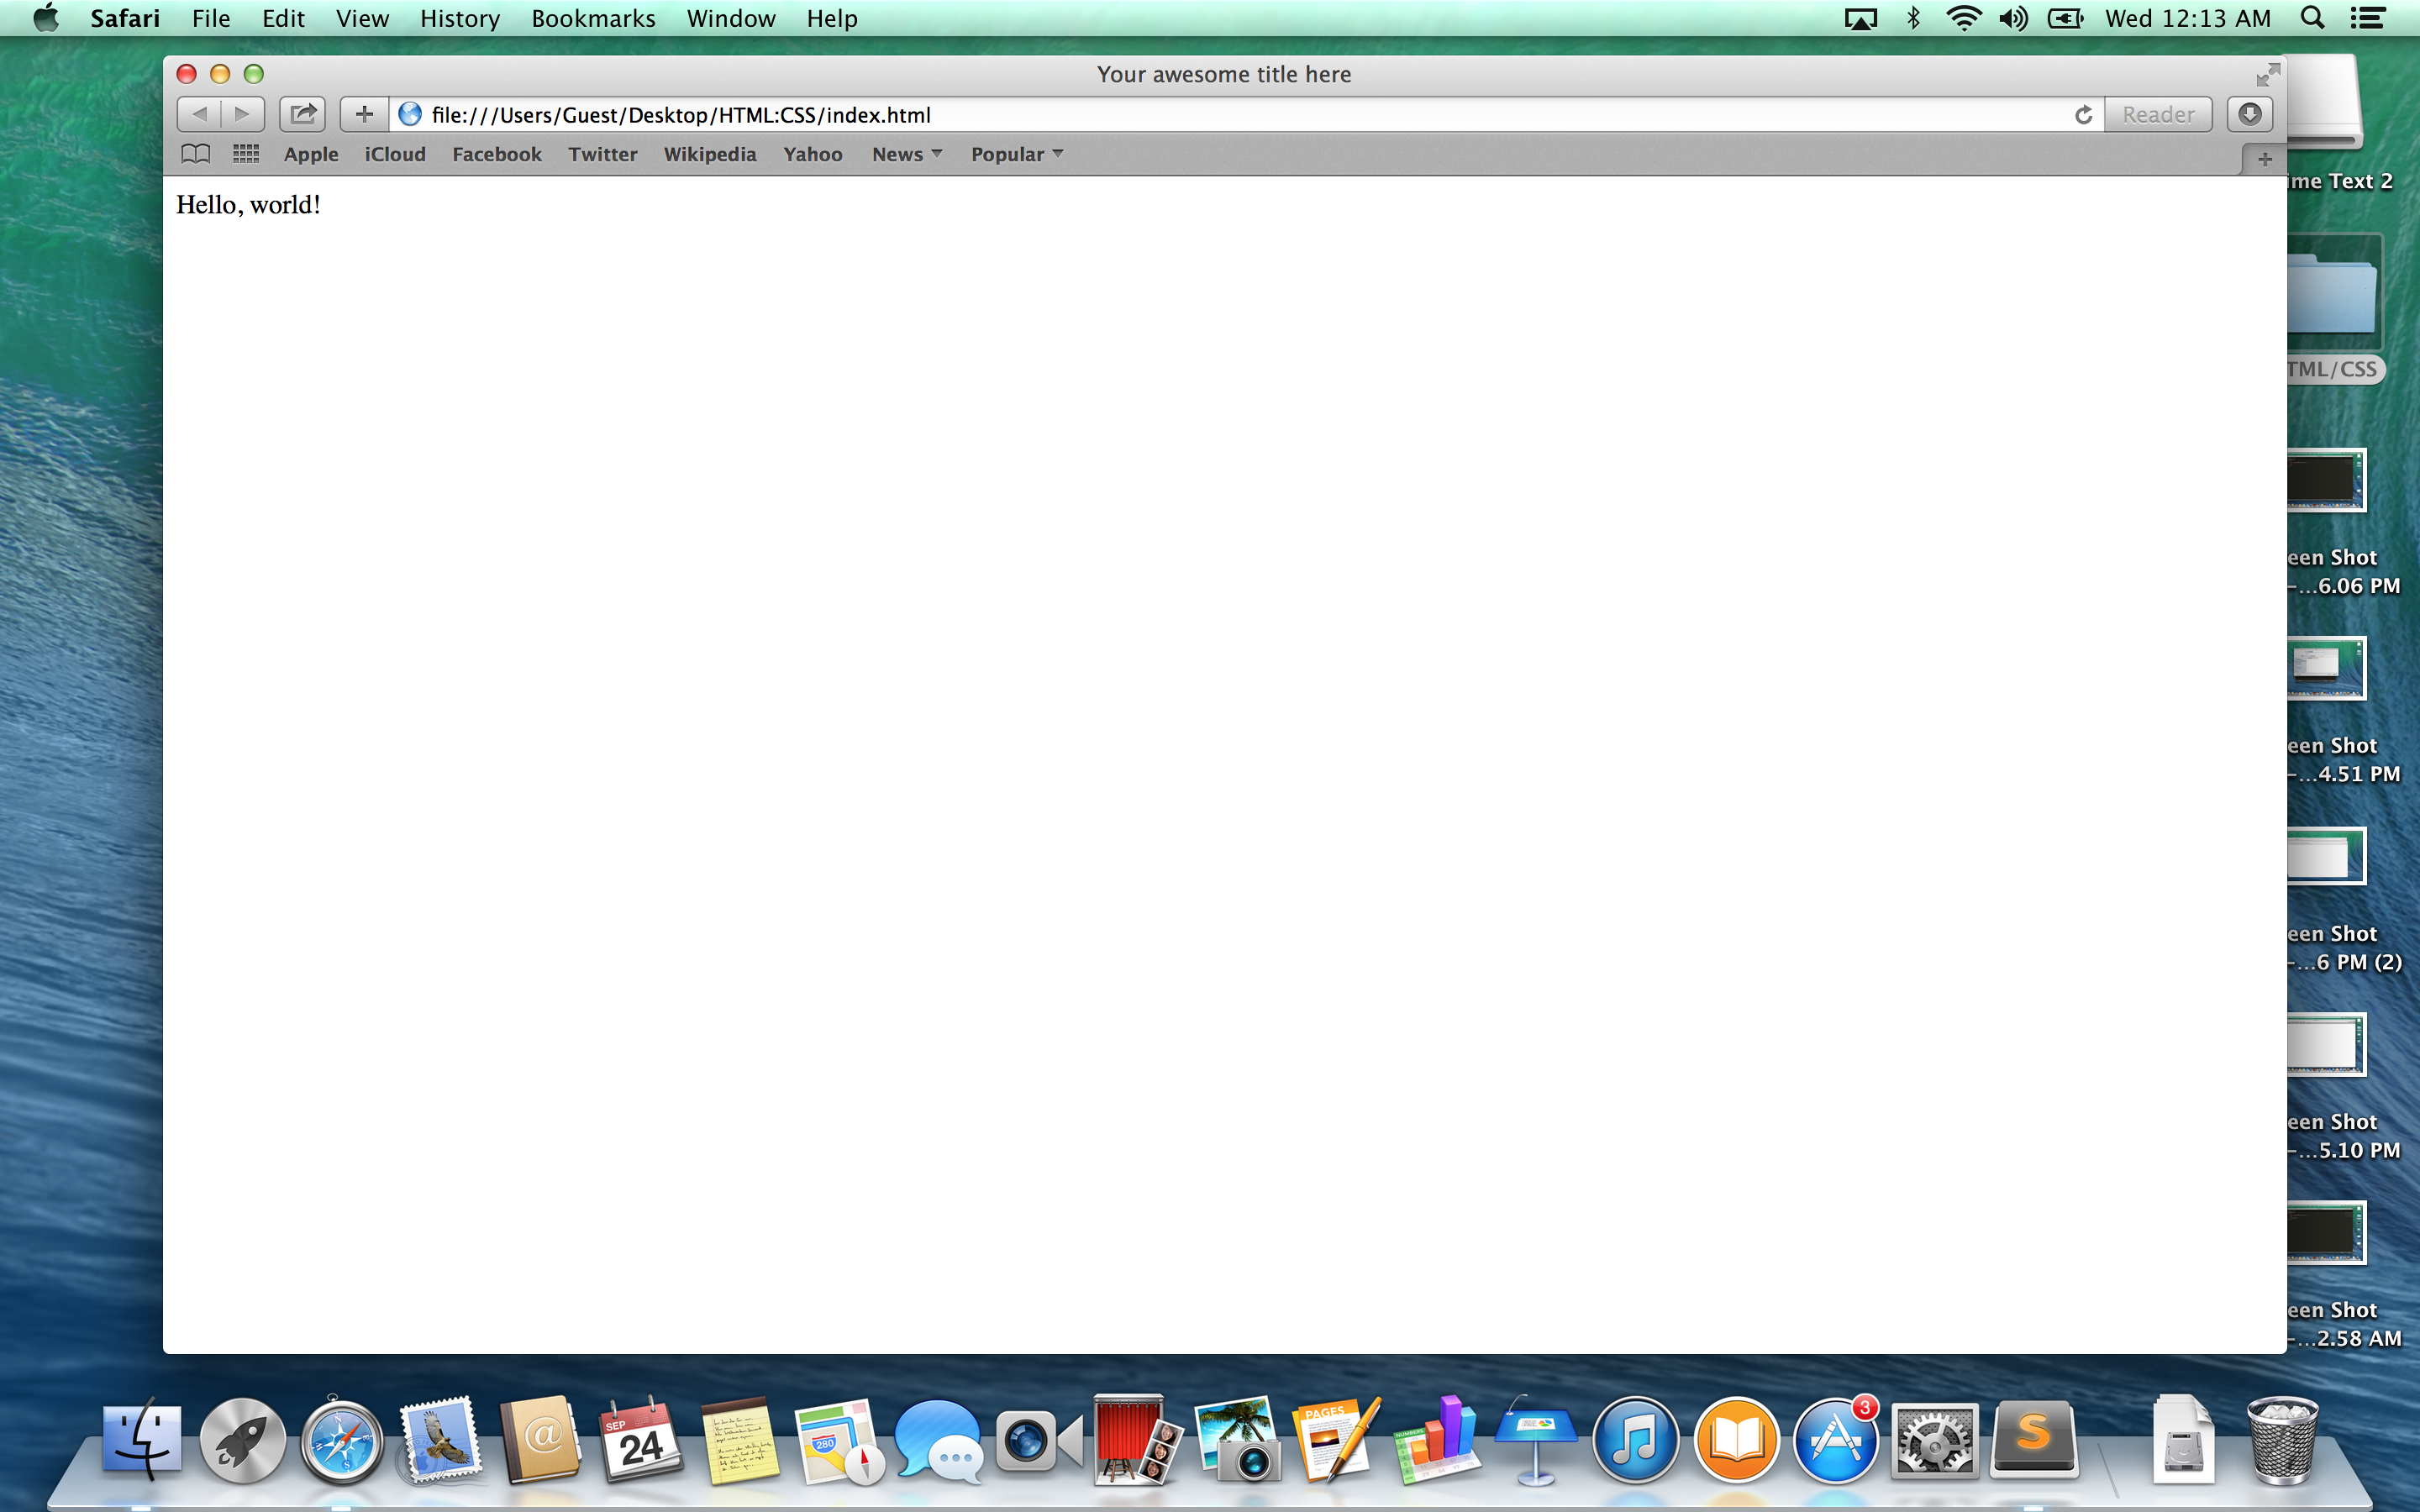 Safari File Edit View History Bookmarks Window Help Wed 12:13 AM
Your awesome title here
file:///Users/Guest/Desktop/HTML:CSS/index.html Reader
Apple iCloud Facebook Twitter Wikipedia Yahoo News Popular
Hello, world!
ime Text 2
TML/CSS
een Shot
...6.06 PM
een Shot
...4.51 PM
een Shot
...6 PM (2)
een Shot
...5.10 PM
een Shot
...2.58 AM
SEP
24
280
PAGES
NUMBERS
3
S